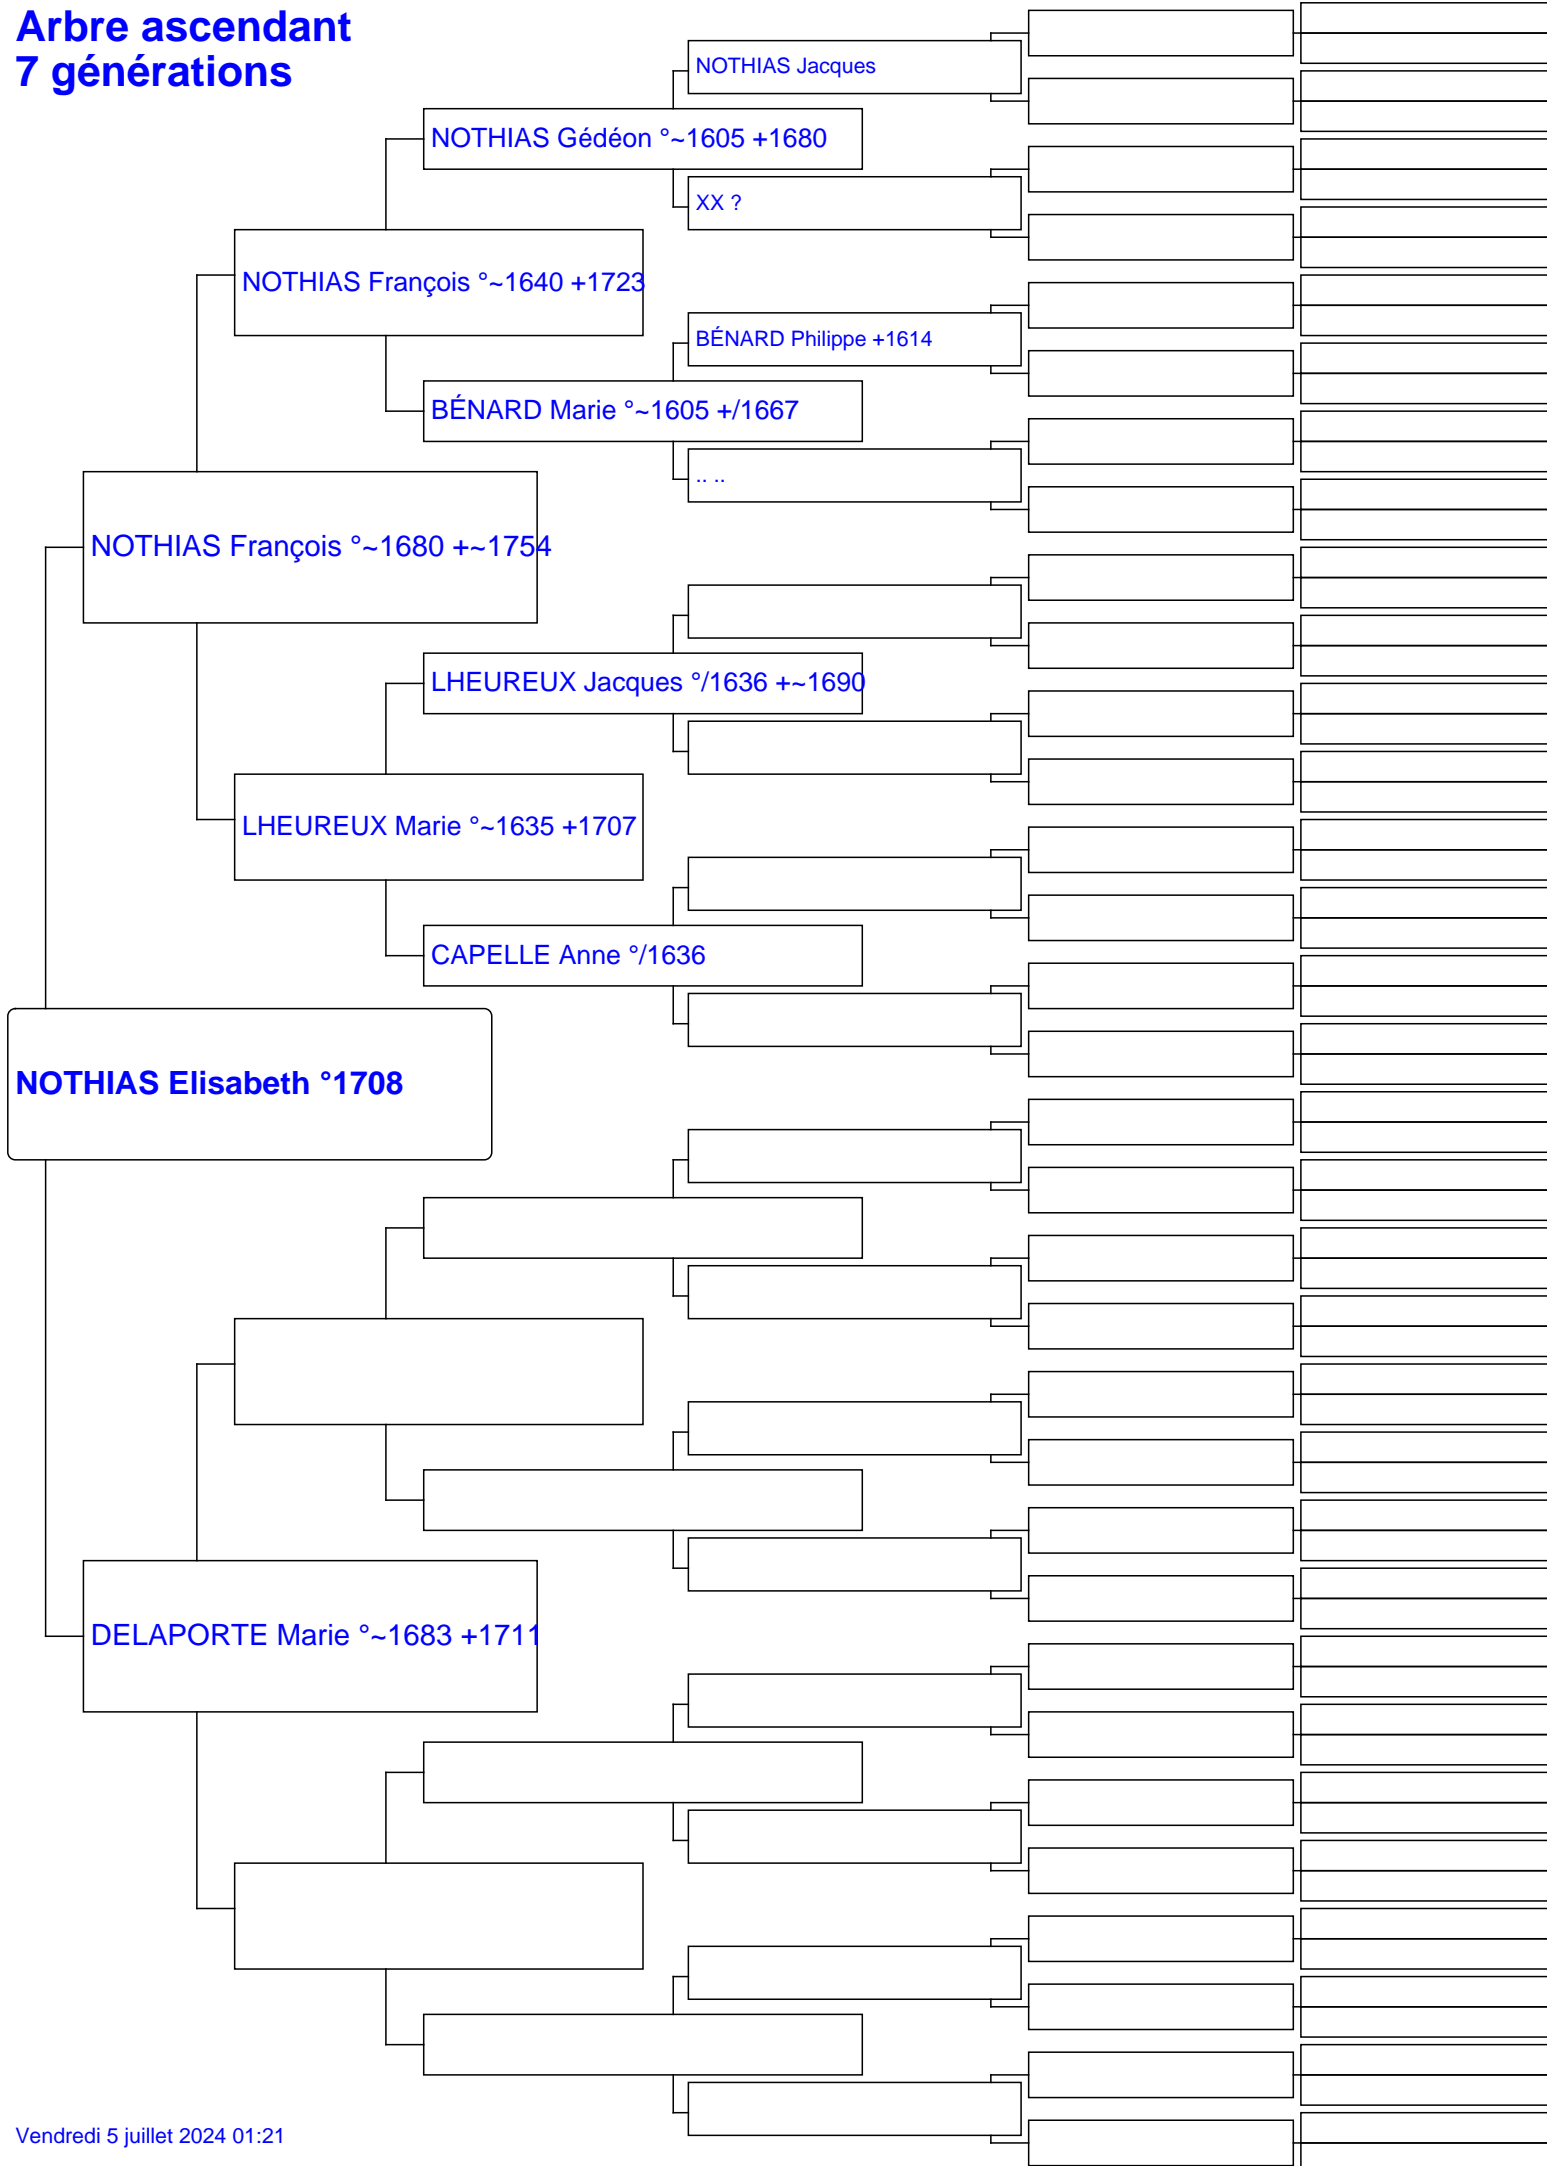 Arbre ascendant
7 générations
NOTHIAS Jacques
NOTHIAS Gédéon °~1605 +1680
XX ?
NOTHIAS François °~1640 +1723
BÉNARD Philippe +1614
BÉNARD Marie °~1605 +/1667
.. ..
NOTHIAS François °~1680 +~1754
LHEUREUX Jacques °/1636 +~1690
LHEUREUX Marie °~1635 +1707
CAPELLE Anne °/1636
NOTHIAS Elisabeth °1708
DELAPORTE Marie °~1683 +1711
Vendredi 5 juillet 2024 01:21